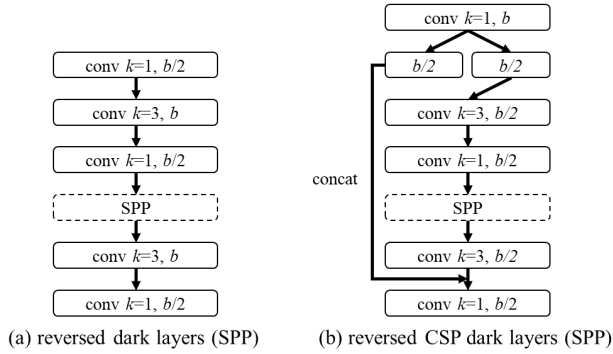 conv k=1, b/2
conv k=3, b
conv k=1, b/2
SPP
conv k=3, b
conv k=1, b/2
(a) reversed dark layers (SPP)
conv k=1, b
b/2 b/2
conv k=3, b/2
conv k=1, b/2
concat
SPP
conv k=3, b/2
conv k=1, b/2
(b) reversed CSP dark layers (SPP)